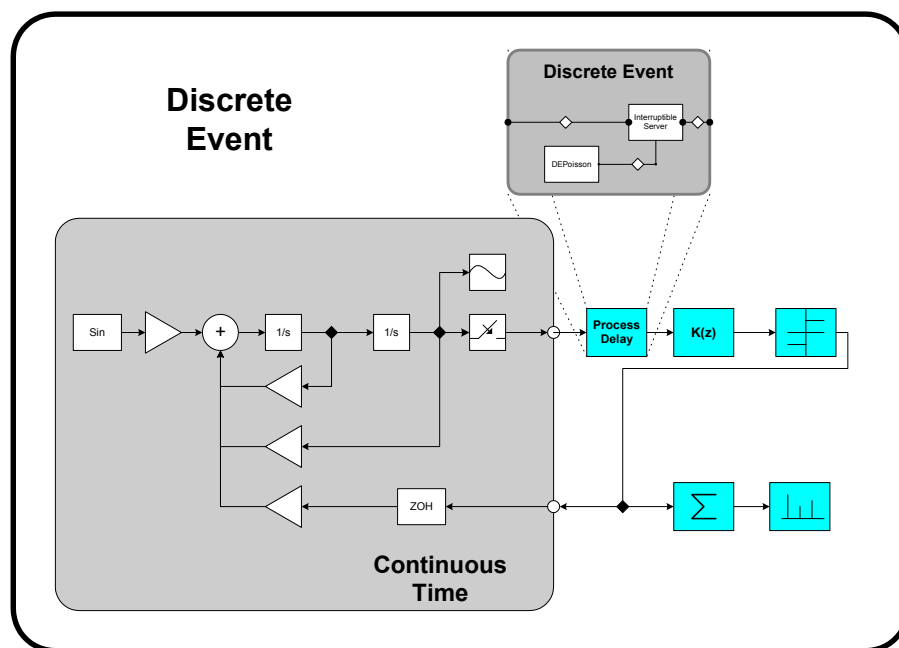 Discrete
Event
Discrete Event
Interruptible
Server
DEPoisson
Sin
+
1/s
1/s
Process
Delay
K(z)
ZOH
Σ
Continuous
Time